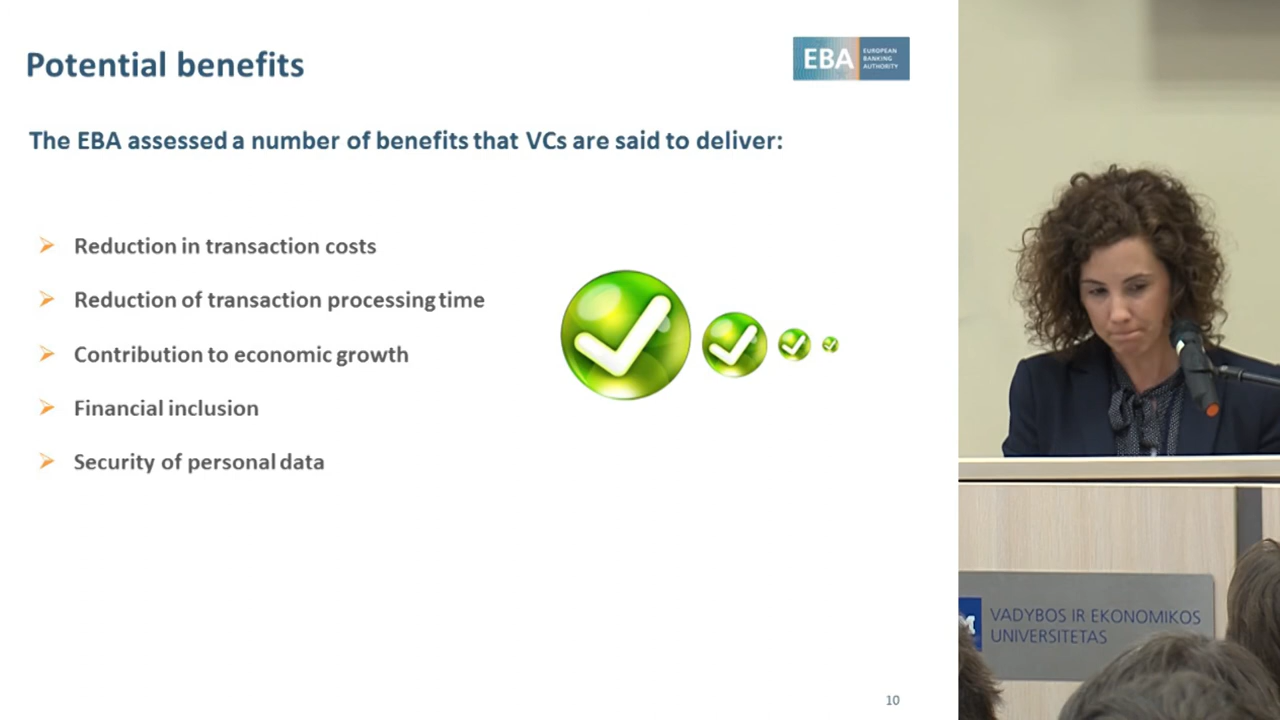 Potential benefits
EBA
EUROPEAN
BANKING
AUTHORITY
The EBA assessed a number of benefits that VCs are said to deliver:
Reduction in transaction costs
Reduction of transaction processing time
Contribution to economic growth
Financial inclusion
Security of personal data
10
VADYBOS IR EKONOMIKOS
UNIVERSITETAS